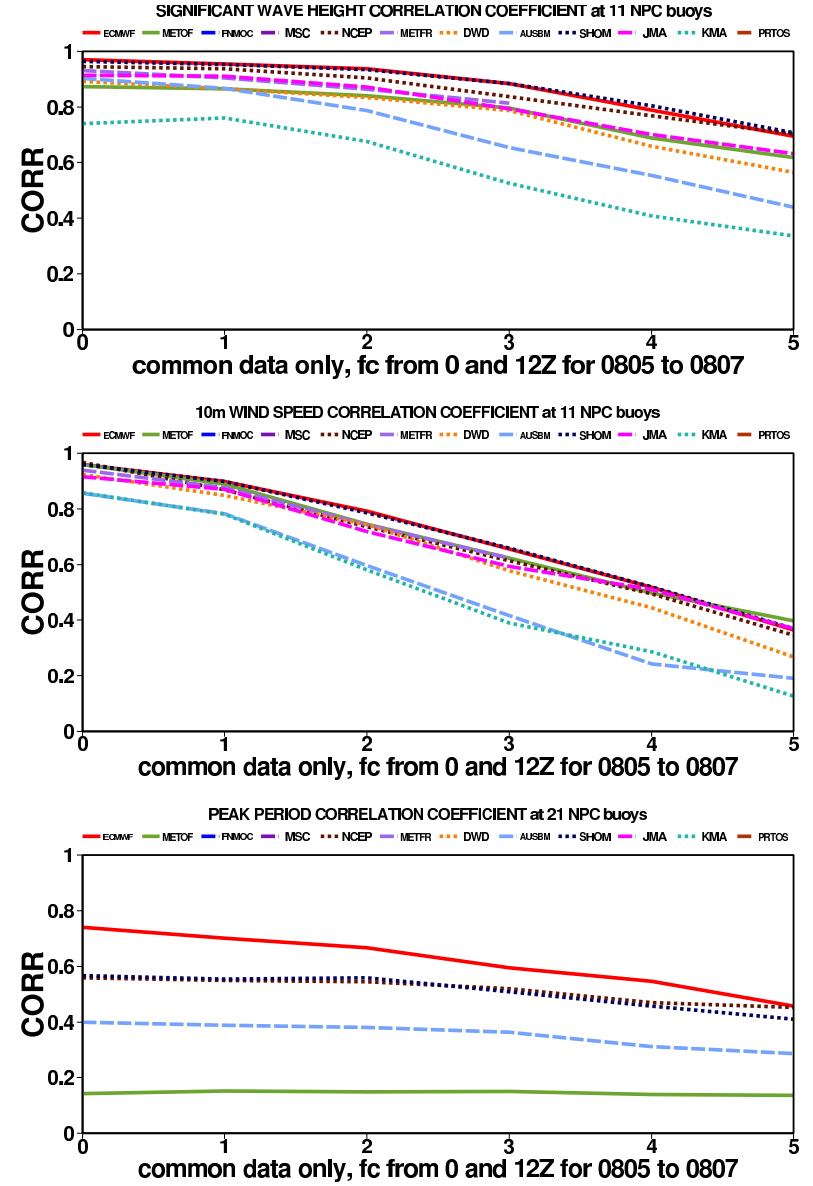 SIGNIFICANT WAVE HEIGHT CORRELATION COEFFICIENT at 11 NPC buoys
ECMWF METOF FNMOC MSC NCEP METFR DWD AUSBM SHOM JMA KMA PRTOS
1
0.8
0.6
0.4
0.2
0
CORR
0 1 2 3 4 5
common data only, fc from 0 and 12Z for 0805 to 0807
10m WIND SPEED CORRELATION COEFFICIENT at 11 NPC buoys
ECMWF METOF FNMOC MSC NCEP METFR DWD AUSBM SHOM JMA KMA PRTOS
1
0.8
0.6
0.4
0.2
0
CORR
0 1 2 3 4 5
common data only, fc from 0 and 12Z for 0805 to 0807
PEAK PERIOD CORRELATION COEFFICIENT at 21 NPC buoys
ECMWF METOF FNMOC MSC NCEP METFR DWD AUSBM SHOM JMA KMA PRTOS
1
0.8
0.6
0.4
0.2
0
CORR
0 1 2 3 4 5
common data only, fc from 0 and 12Z for 0805 to 0807